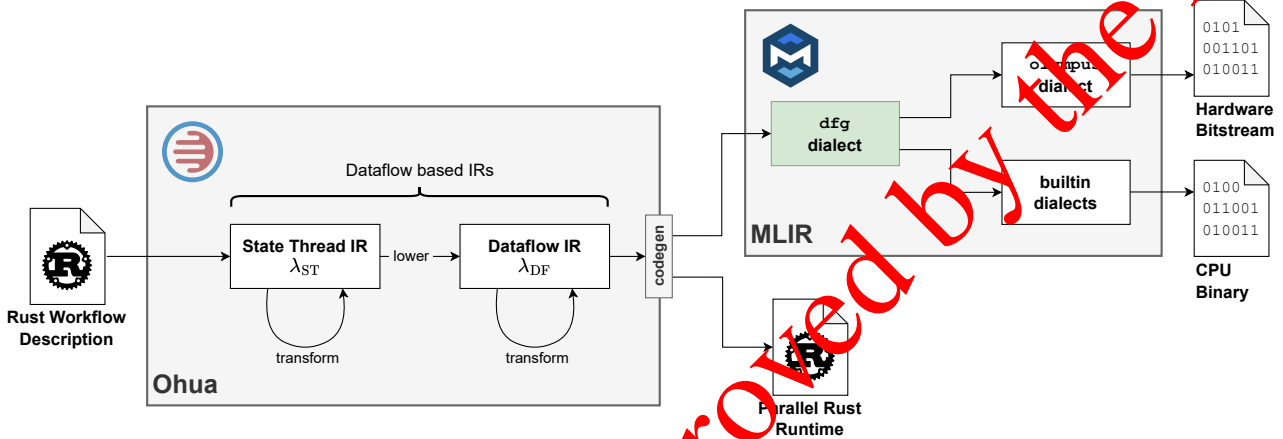 Rust Workflow
Description
Ohua
Dataflow based IRs
State Thread IR
λST
lower
Dataflow IR
λDF
transform
transform
codegen
MLIR
dfg
dialect
olympus
dialect
builtin
dialects
0101
001101
010011
Hardware
Bitstream
0100
011001
010011
CPU
Binary
Parallel Rust
Runtime
R
R
roved by the